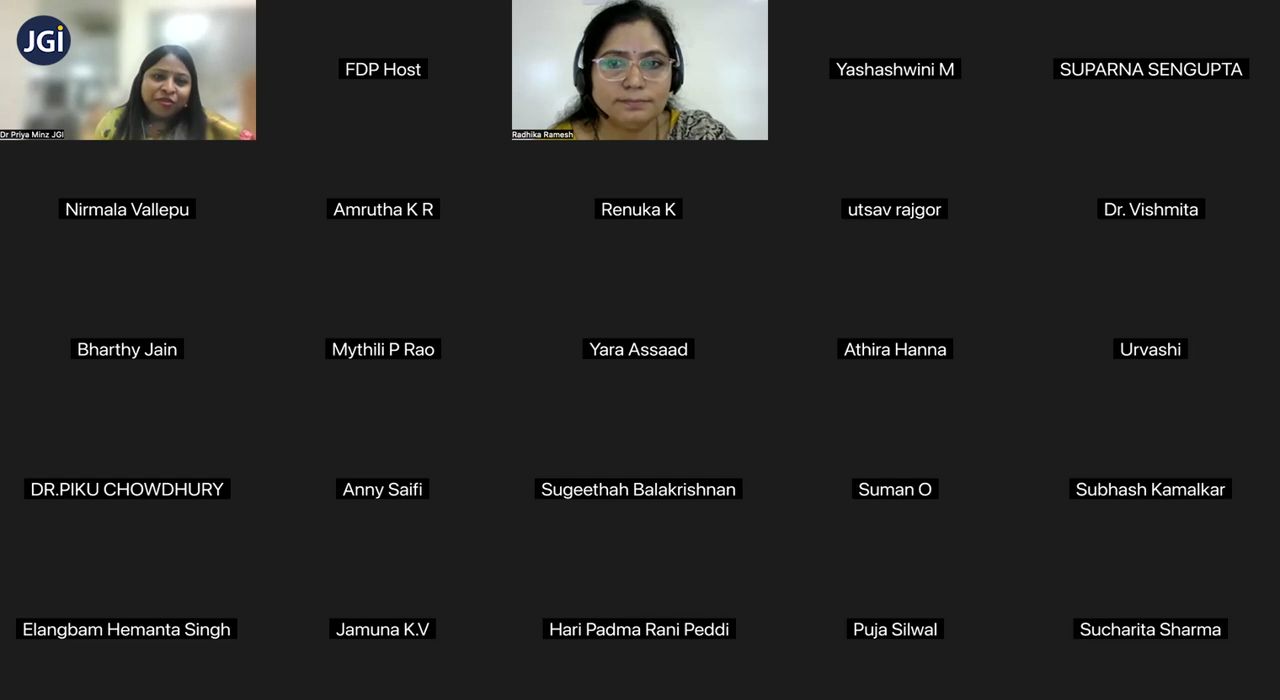 JGi
Dr Priya Minz JGI
FDP Host
Radhika Ramesh
Yashashwini M
SUPARNA SENGUPTA
Nirmala Vallepu
Amrutha K R
Renuka K
utsav rajgor
Dr. Vishmita
Bharthy Jain
Mythili P Rao
Yara Assaad
Athira Hanna
Urvashi
DR.PIKU CHOWDHURY
Anny Saifi
Sugeethah Balakrishnan
Suman O
Subhash Kamalkar
Elangbam Hemanta Singh
Jamuna K.V
Hari Padma Rani Peddi
Puja Silwal
Sucharita Sharma